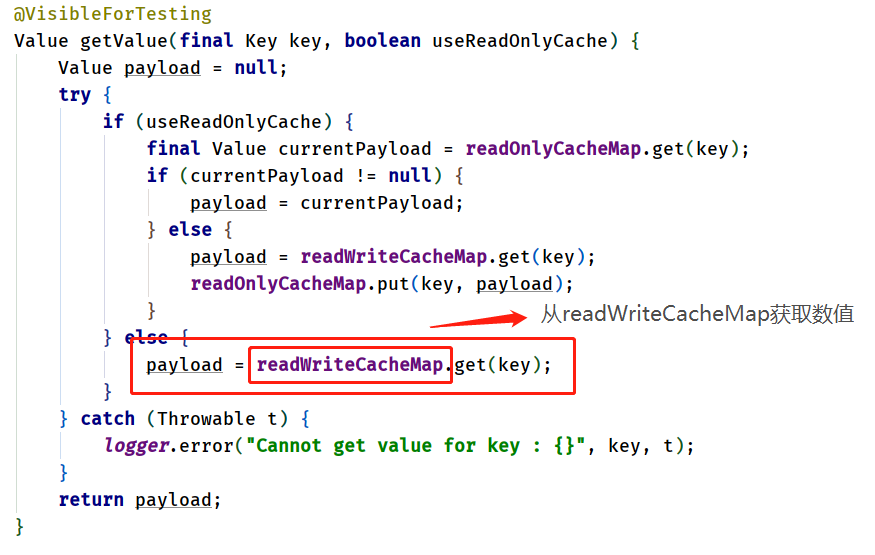 @VisibleForTesting
Value getValue(final Key key, boolean useReadOnlyCache) {
    Value payload = null;
    try {
        if (useReadOnlyCache) {
            final Value currentPayload = readOnlyCacheMap.get(key);
            if (currentPayload != null) {
                payload = currentPayload;
            } else {
                payload = readWriteCacheMap.get(key);
                readOnlyCacheMap.put(key, payload);
            }
从readWriteCacheMap获取数值
        } else {
            payload = readWriteCacheMap.get(key);
        }
    } catch (Throwable t) {
        logger.error("Cannot get value for key : {}", key, t);
    }
    return payload;
}